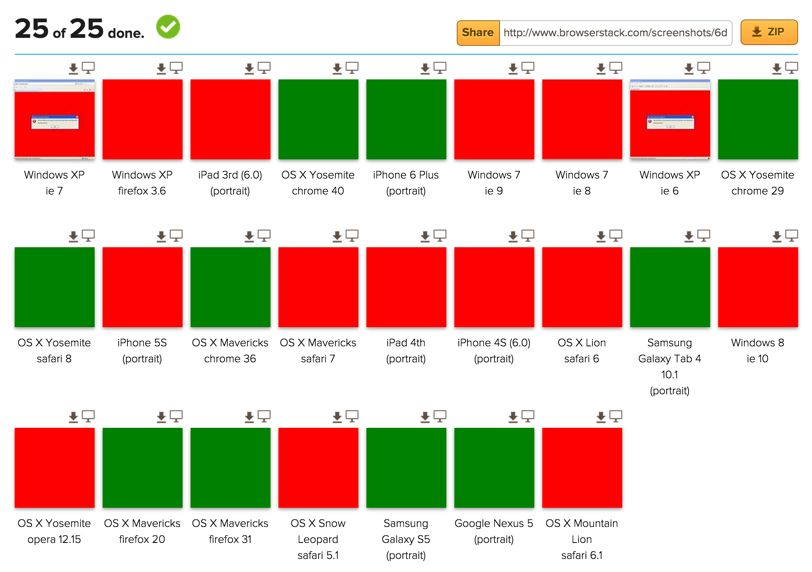 25 of 25 done.
Share http://www.browserstack.com/screenshots/6d ZIP
Windows XP
ie 7
Windows XP
firefox 3.6
iPad 3rd (6.0)
(portrait)
OS X Yosemite
chrome 40
iPhone 6 Plus
(portrait)
Windows 7
ie 9
Windows 7
ie 8
Windows XP
ie 6
OS X Yosemite
chrome 29
OS X Yosemite
safari 8
iPhone 5S
(portrait)
OS X Mavericks
chrome 36
OS X Mavericks
safari 7
iPad 4th
(portrait)
iPhone 4S (6.0)
(portrait)
OS X Lion
safari 6
Samsung
Galaxy Tab 4
10.1
(portrait)
Windows 8
ie 10
OS X Yosemite
opera 12.15
OS X Mavericks
firefox 20
OS X Mavericks
firefox 31
OS X Snow
Leopard
safari 5.1
Samsung
Galaxy S5
(portrait)
Google Nexus 5
(portrait)
OS X Mountain
Lion
safari 6.1